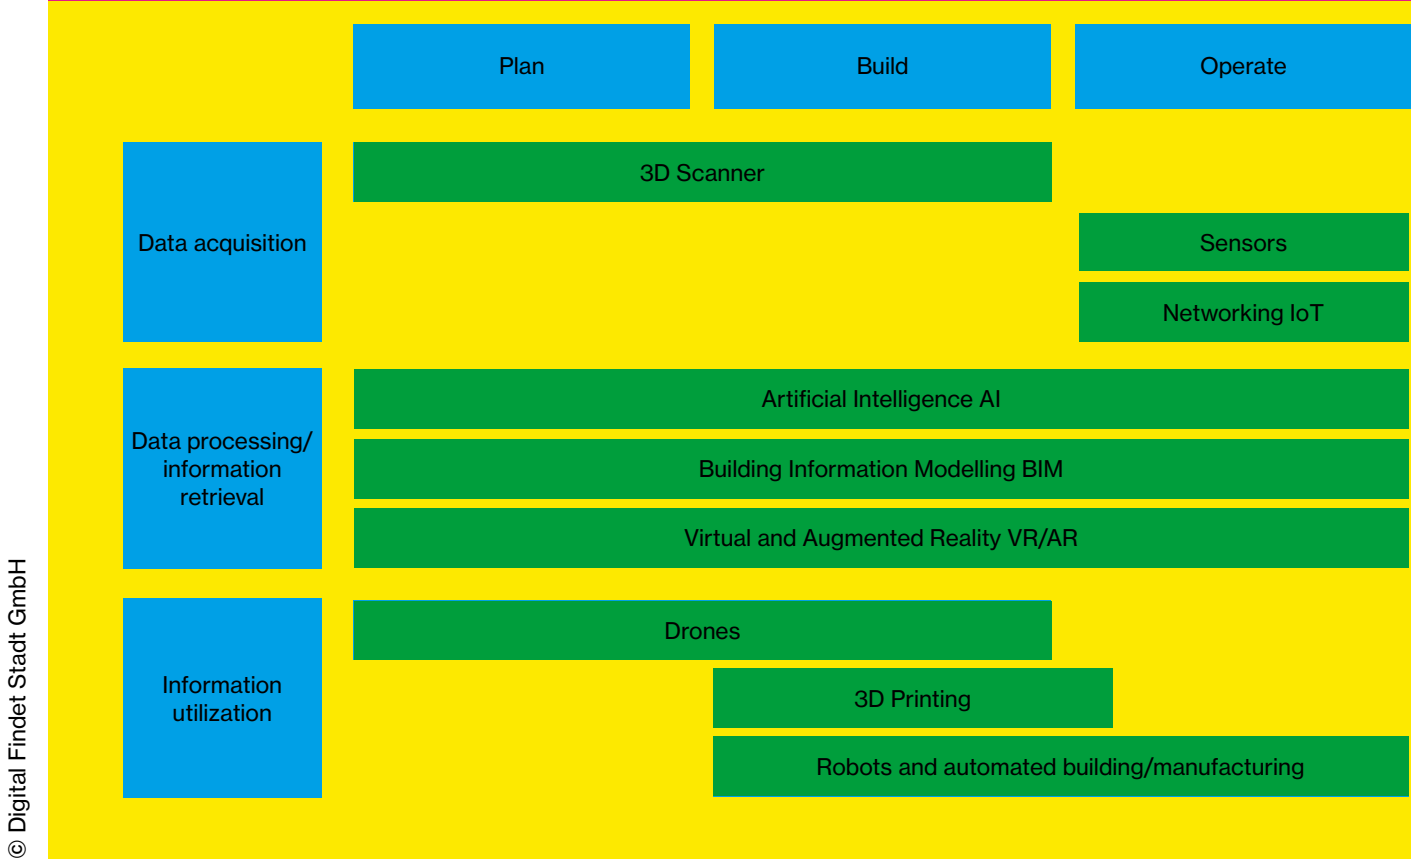 Plan
Build
Operate
Data acquisition
3D Scanner
Sensors
Networking IoT
Data processing/
information
retrieval
Artificial Intelligence AI
Building Information Modelling BIM
Virtual and Augmented Reality VR/AR
Information
utilization
Drones
3D Printing
Robots and automated building/manufacturing
© Digital Findet Stadt GmbH